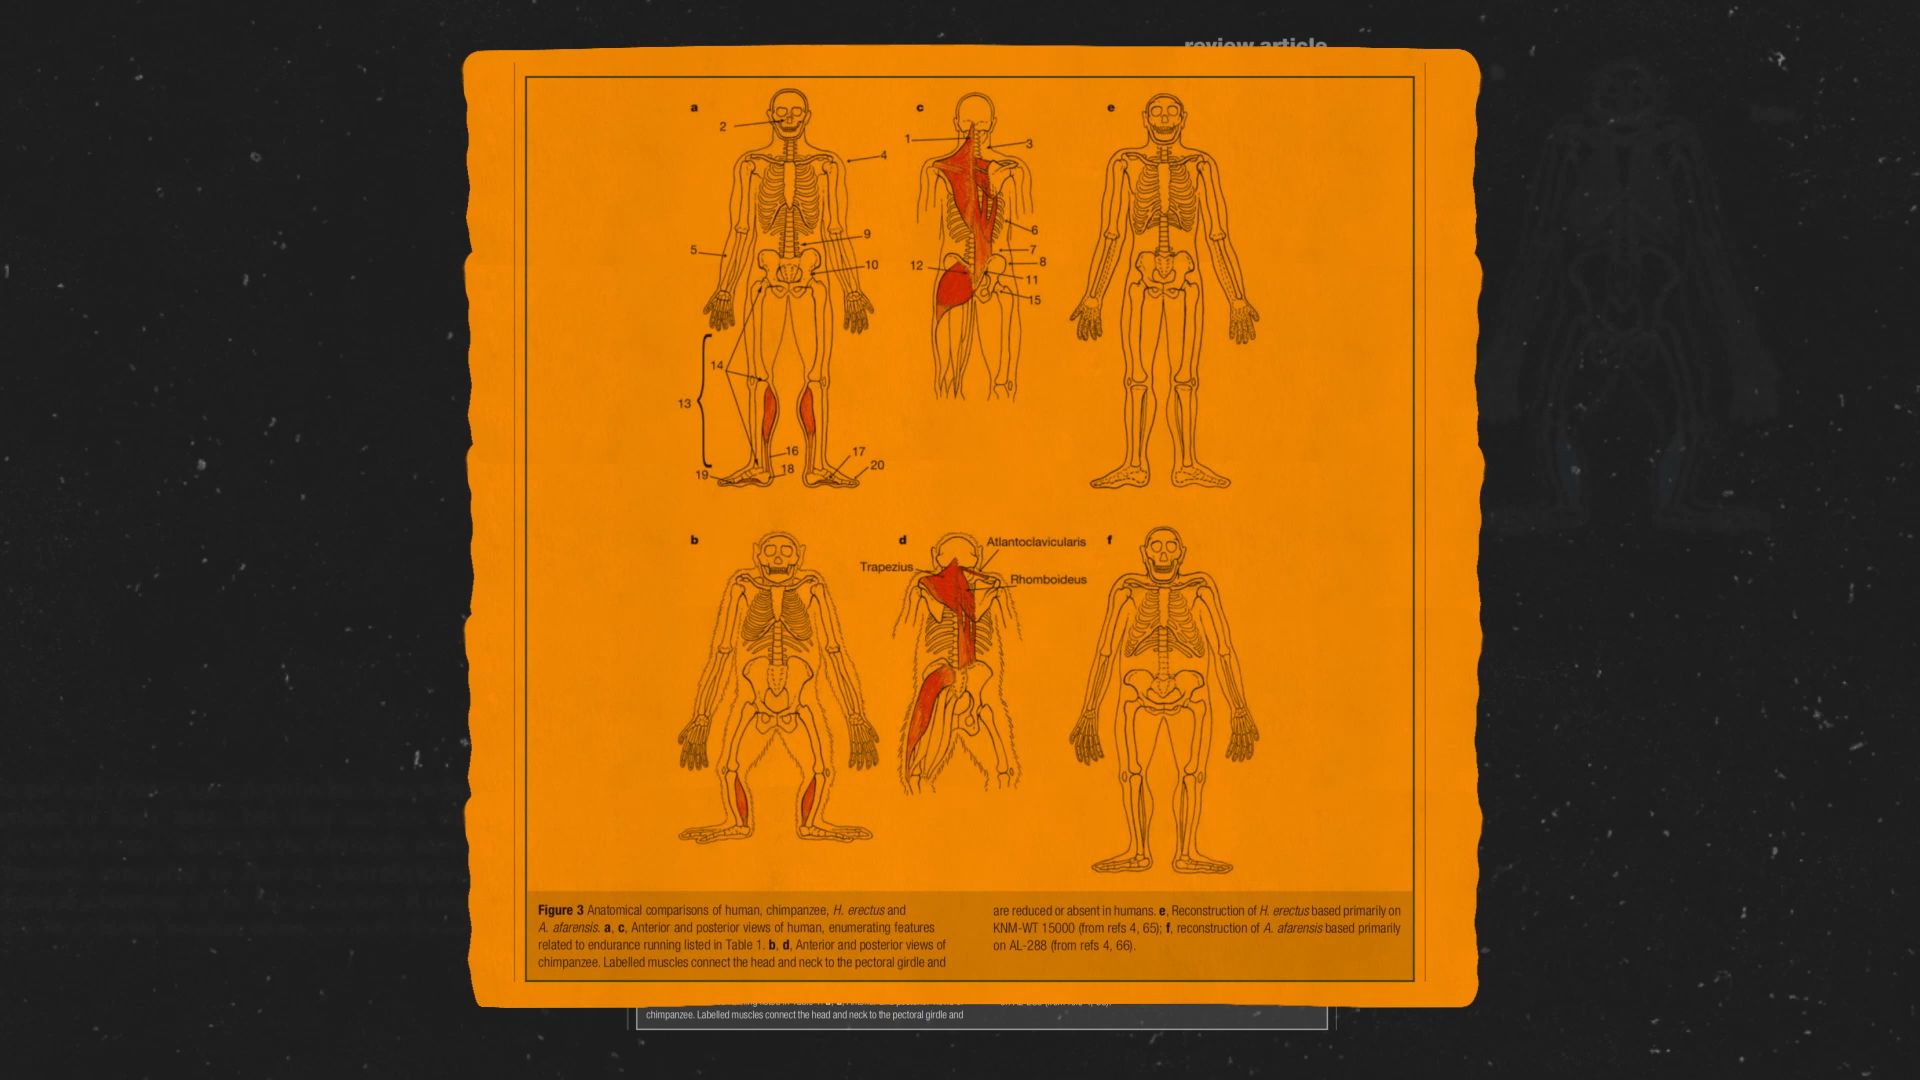 review article
a
2
4
5
9
10
14
13
16
17
18
19
20
c
1
3
6
7
12
8
11
15
e
b
d
Atlantoclavicularis
Trapezius
Rhomboideus
f
Figure 3 Anatomical comparisons of human, chimpanzee, H. erectus and
A. afarensis. a, c, Anterior and posterior views of human, enumerating features
related to endurance running listed in Table 1. b, d, Anterior and posterior views of
chimpanzee. Labelled muscles connect the head and neck to the pectoral girdle and
are reduced or absent in humans. e, Reconstruction of H. erectus based primarily on
KNM-WT 15000 (from refs 4, 65); f, reconstruction of A. afarensis based primarily
on AL-288 (from refs 4, 66).
chimpanzee. Labelled muscles connect the head and neck to the pectoral girdle and